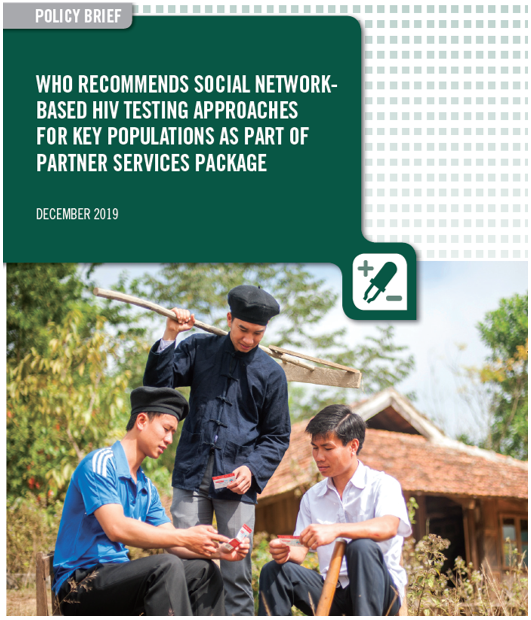 POLICY BRIEF
WHO RECOMMENDS SOCIAL NETWORK-
BASED HIV TESTING APPROACHES
FOR KEY POPULATIONS AS PART OF
PARTNER SERVICES PACKAGE
DECEMBER 2019